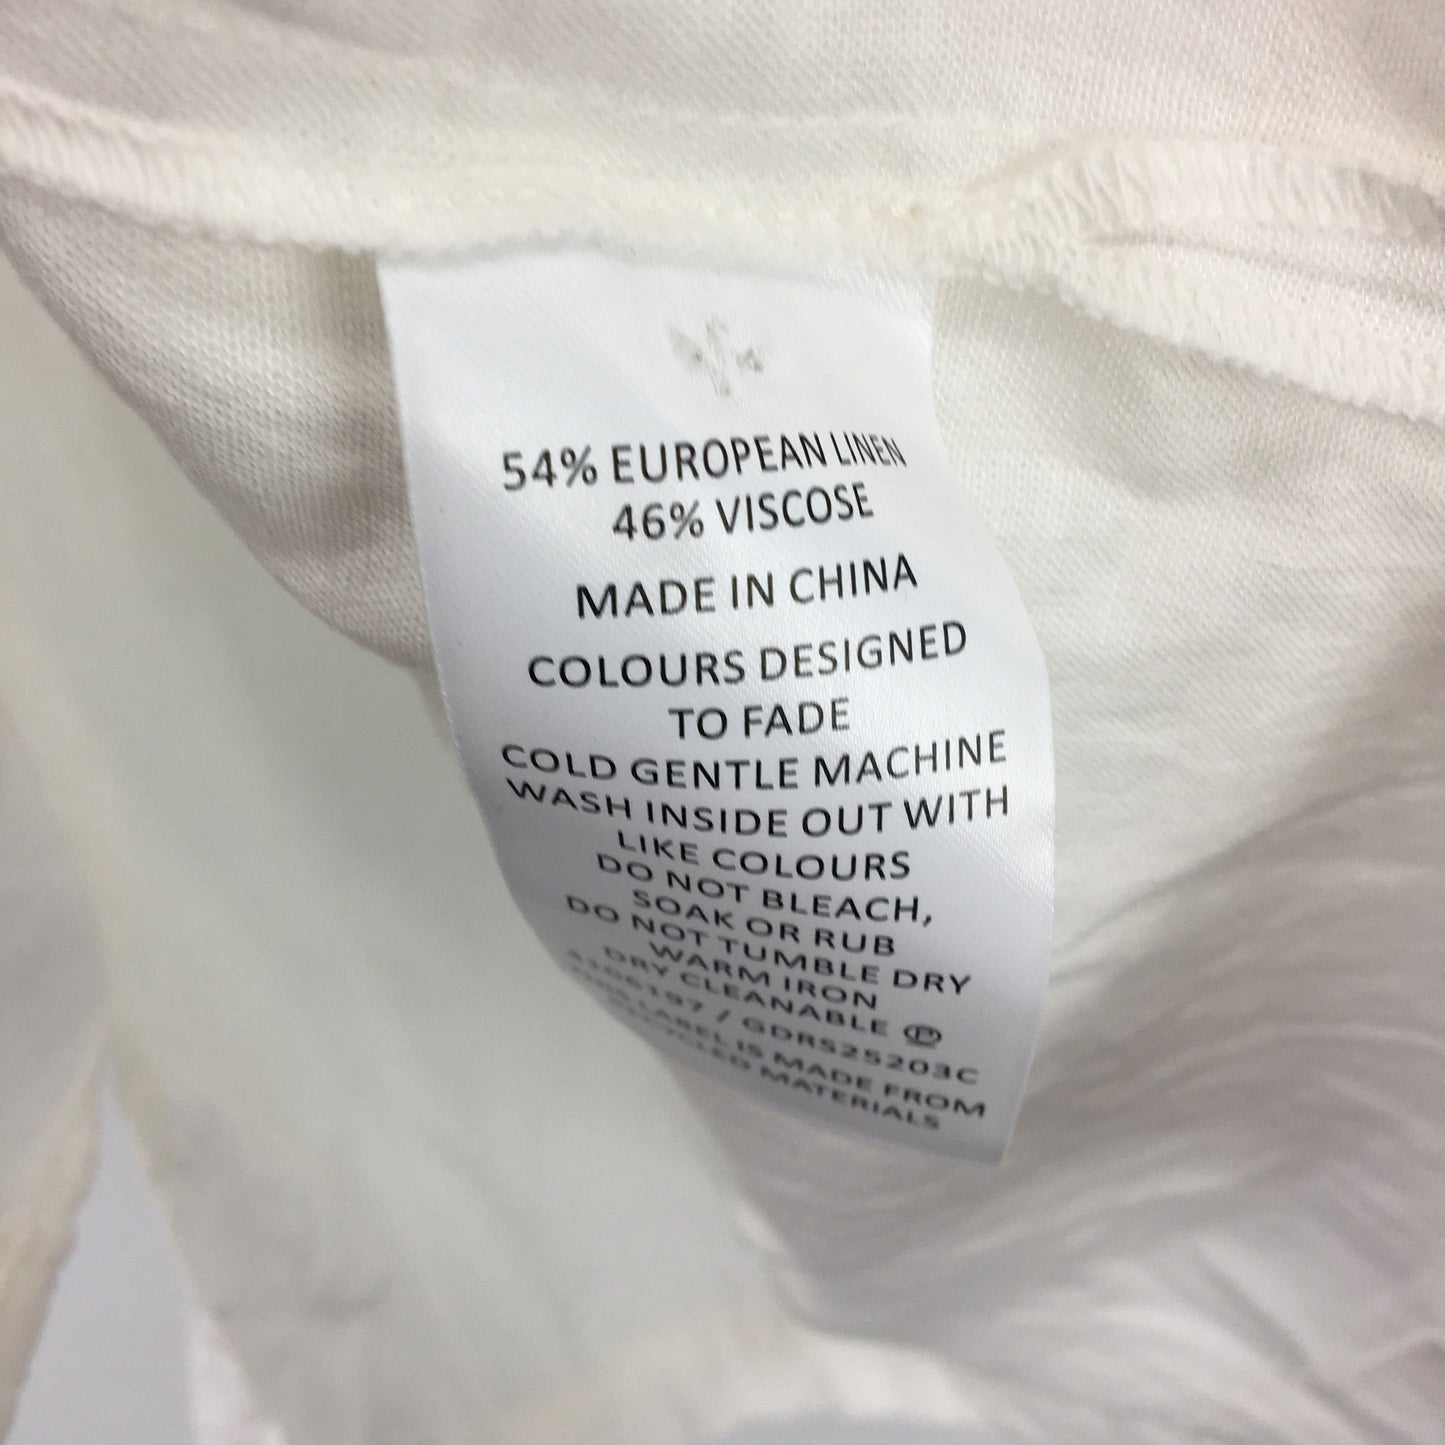 54% EUROPEAN LINEN
46% VISCOSE
MADE IN CHINA
COLOURS DESIGNED
TO FADE
COLD GENTLE MACHINE
WASH INSIDE OUT WITH
LIKE COLOURS
DO NOT BLEACH,
SOAK OR RUB
DO NOT TUMBLE DRY
WARM IRON
DRY CLEANABLE Ⓟ
/ GDR525203C
LABEL IS MADE FROM
RECYCLED MATERIALS